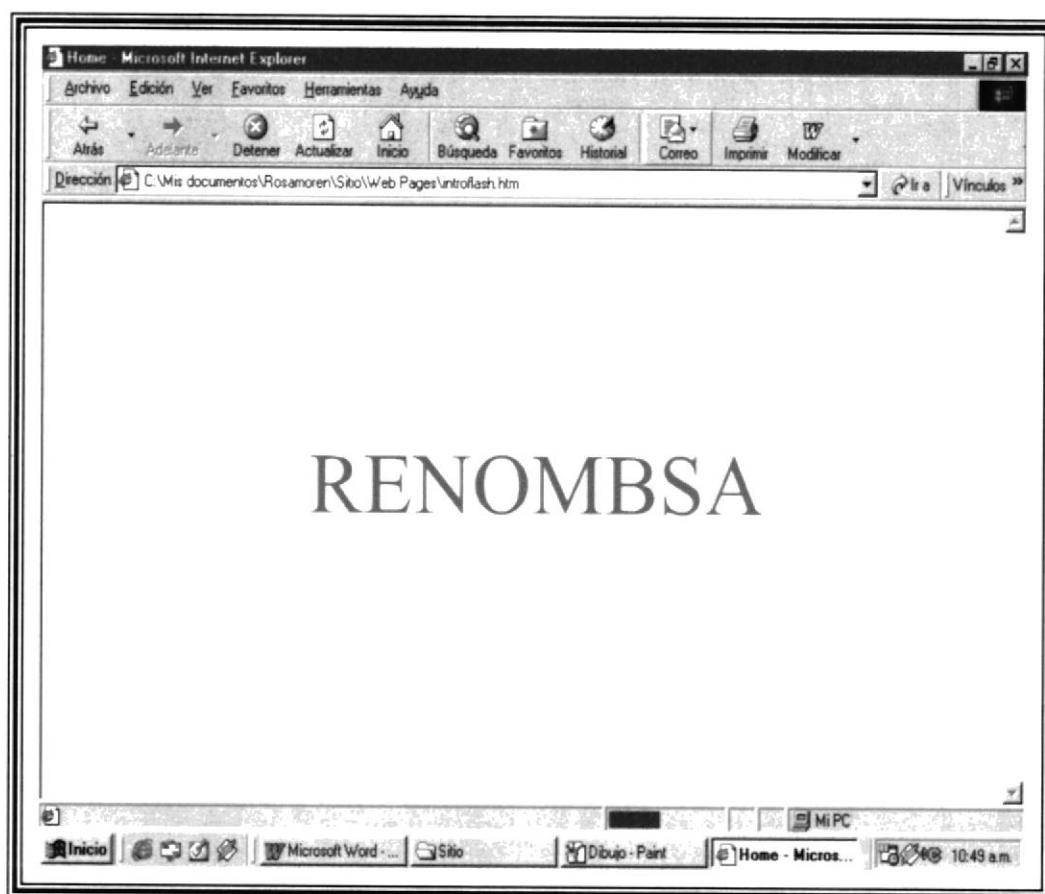 Home - Microsoft Internet Explorer
Archivo Edición Ver Favoritos Herramientas Ayuda
Atrás Adelante Detener Actualizar Inicio Búsqueda Favoritos Historial Correo Imprimir Modificar
Dirección C:\Mis documentos\Rosamoren\Sitio\Web Pages\introflash.htm Ir a Vínculos »
RENOMBSA
Mi PC
Inicio Microsoft Word - ... Sitio Dibujo - Paint Home - Micros... 10:49 a.m.